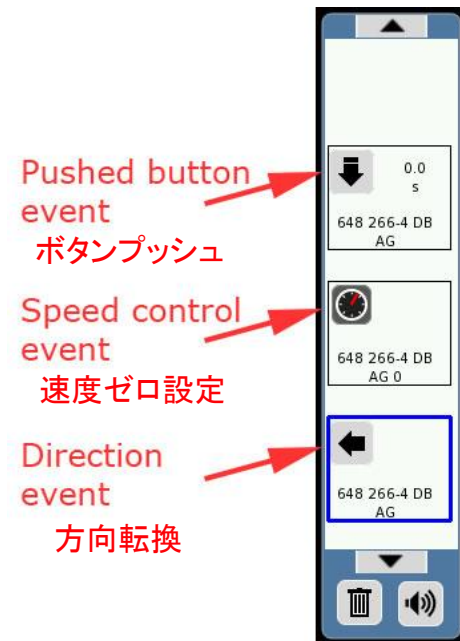 Pushed button
event
ボタンプッシュ
0.0
s
648 266-4 DB
AG
Speed control
event
速度ゼロ設定
648 266-4 DB
AG 0
Direction
event
方向転換
648 266-4 DB
AG